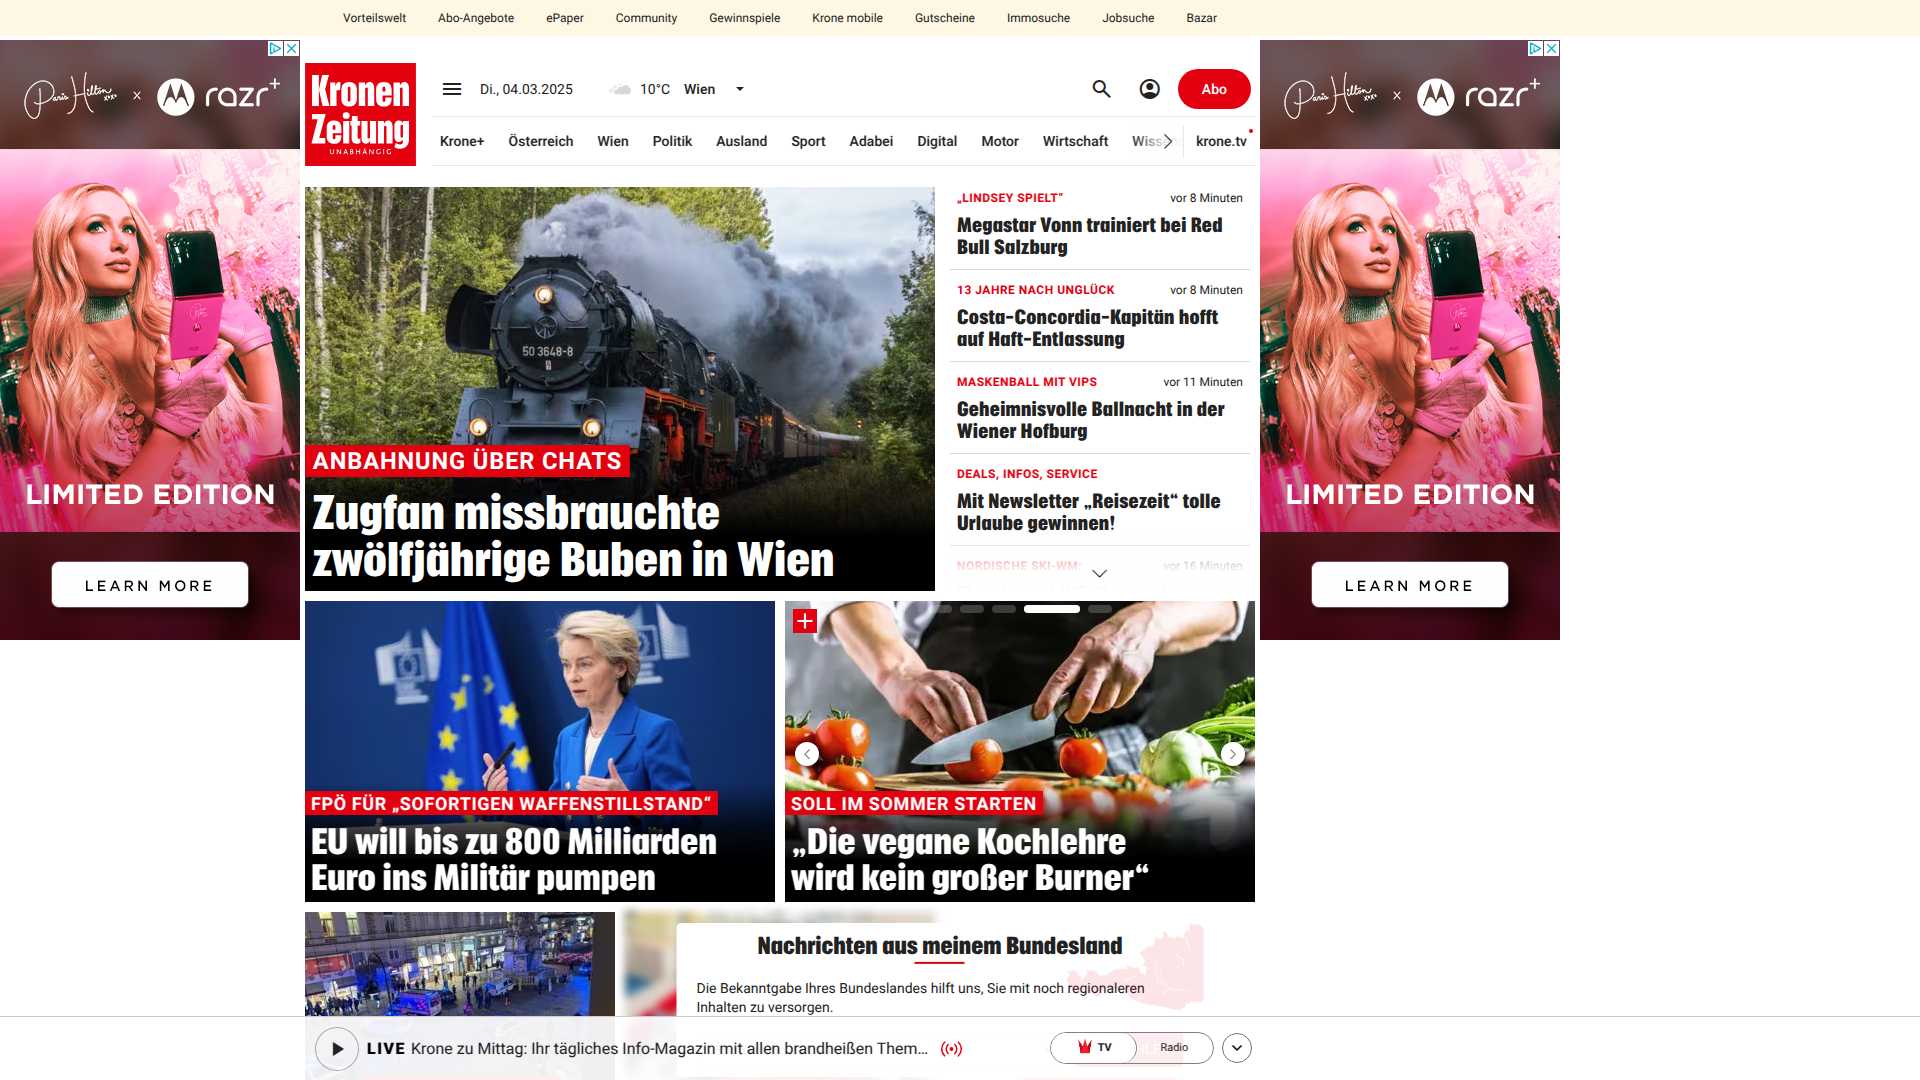 Vorteilswelt Abo-Angebote ePaper Community Gewinnspiele Krone mobile Gutscheine Immosuche Jobsuche Bazar
Paris Hilton xoxo x razr+
LIMITED EDITION
LEARN MORE
Kronen
Zeitung
UNABHÄNGIG
Di., 04.03.2025 10°C Wien
Abo
Krone+ Österreich Wien Politik Ausland Sport Adabei Digital Motor Wirtschaft krone.tv
50 3648-8
ANBAHNUNG ÜBER CHATS
Zugfan missbrauchte
zwölfjährige Buben in Wien
„LINDSEY SPIELT“ vor 8 Minuten
Megastar Vonn trainiert bei Red
Bull Salzburg
13 JAHRE NACH UNGLÜCK vor 8 Minuten
Costa-Concordia-Kapitän hofft
auf Haft-Entlassung
MASKENBALL MIT VIPS vor 11 Minuten
Geheimnisvolle Ballnacht in der
Wiener Hofburg
DEALS, INFOS, SERVICE
Mit Newsletter „Reisezeit“ tolle
Urlaube gewinnen!
NORDISCHE SKI-WM: vor 16 Minuten
FPÖ FÜR „SOFORTIGEN WAFFENSTILLSTAND“
EU will bis zu 800 Milliarden
Euro ins Militär pumpen
SOLL IM SOMMER STARTEN
„Die vegane Kochlehre
wird kein großer Burner“
Nachrichten aus meinem Bundesland
Die Bekanntgabe Ihres Bundeslandes hilft uns, Sie mit noch regionaleren
Inhalten zu versorgen.
LIVE Krone zu Mittag: Ihr tägliches Info-Magazin mit allen brandheißen Them...
TV Radio
Paris Hilton xoxo x razr+
LIMITED EDITION
LEARN MORE